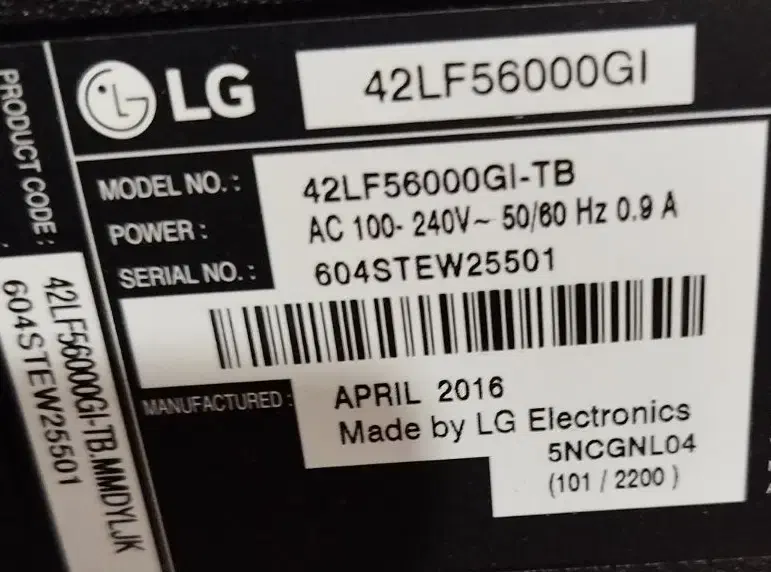 LG
42LF56000GI
MODEL NO. : 42LF56000GI-TB
POWER : AC 100- 240V~ 50/60 Hz 0.9 A
SERIAL NO. : 604STEW25501
MANUFACTURED : APRIL 2016
Made by LG Electronics
5NCGNL04
(101 / 2200 )
PRODUCT CODE :
42LF56000GI-TB.MMDYLJK
604STEW25501